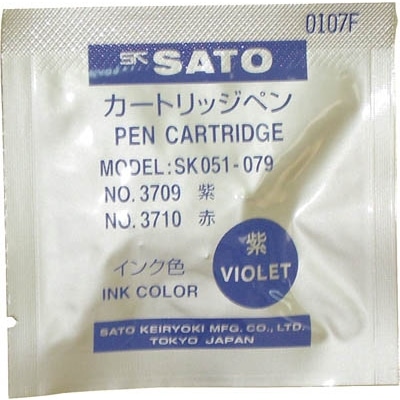 0107F
SK SATO
カートリッジペン
PEN CARTRIDGE
MODEL:SK051-079
NO.3709 紫
NO.3710 赤
紫
VIOLET
インク色
INK COLOR
SATO KEIRYOKI MFG. CO., LTD.
TOKYO JAPAN